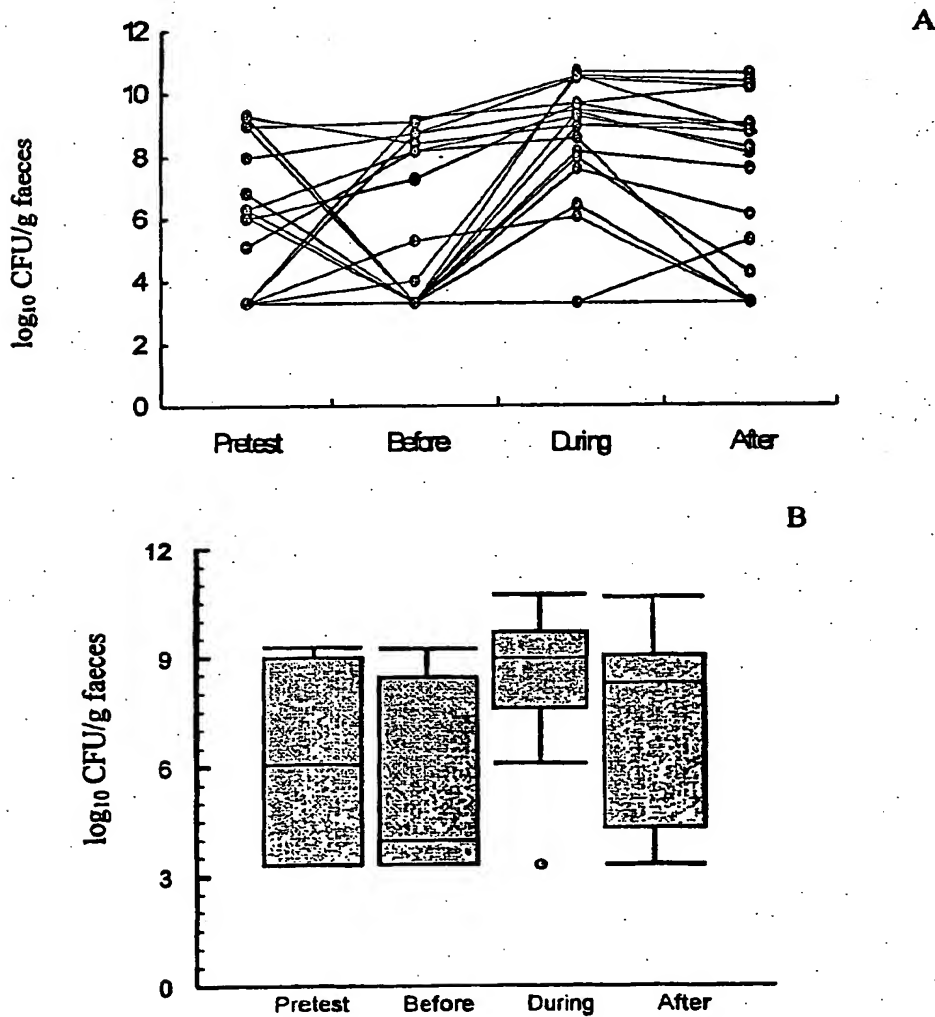 A
12
10
8
6
4
2
0
log₁₀ CFU/g faeces
Pretest Before During After
B
12
9
6
3
0
log₁₀ CFU/g faeces
Pretest Before During After